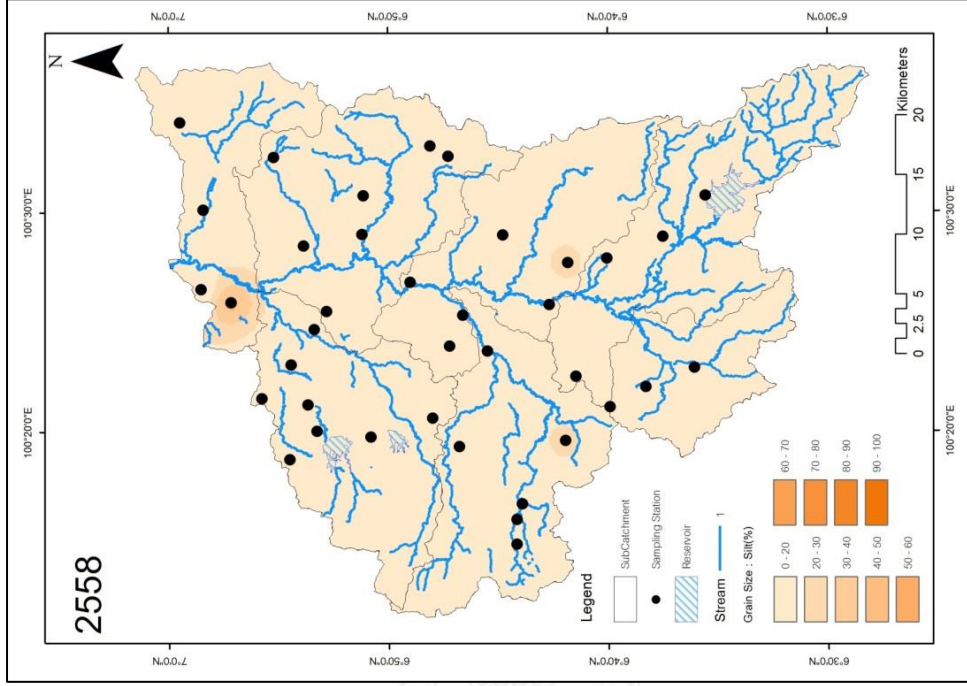 2558
N
100°20'0"E
100°30'0"E
7°0'0"N
7°0'0"N
6°50'0"N
6°50'0"N
6°40'0"N
6°40'0"N
6°30'0"N
6°30'0"N
100°20'0"E
100°30'0"E
Legend
SubCatchment
Sampling Station
Reservoir
Stream 1
Grain Size : Silt(%)
0 - 20
20 - 30
30 - 40
40 - 50
50 - 60
60 - 70
70 - 80
80 - 90
90 - 100
0 2.5 5 10 15 20
Kilometers